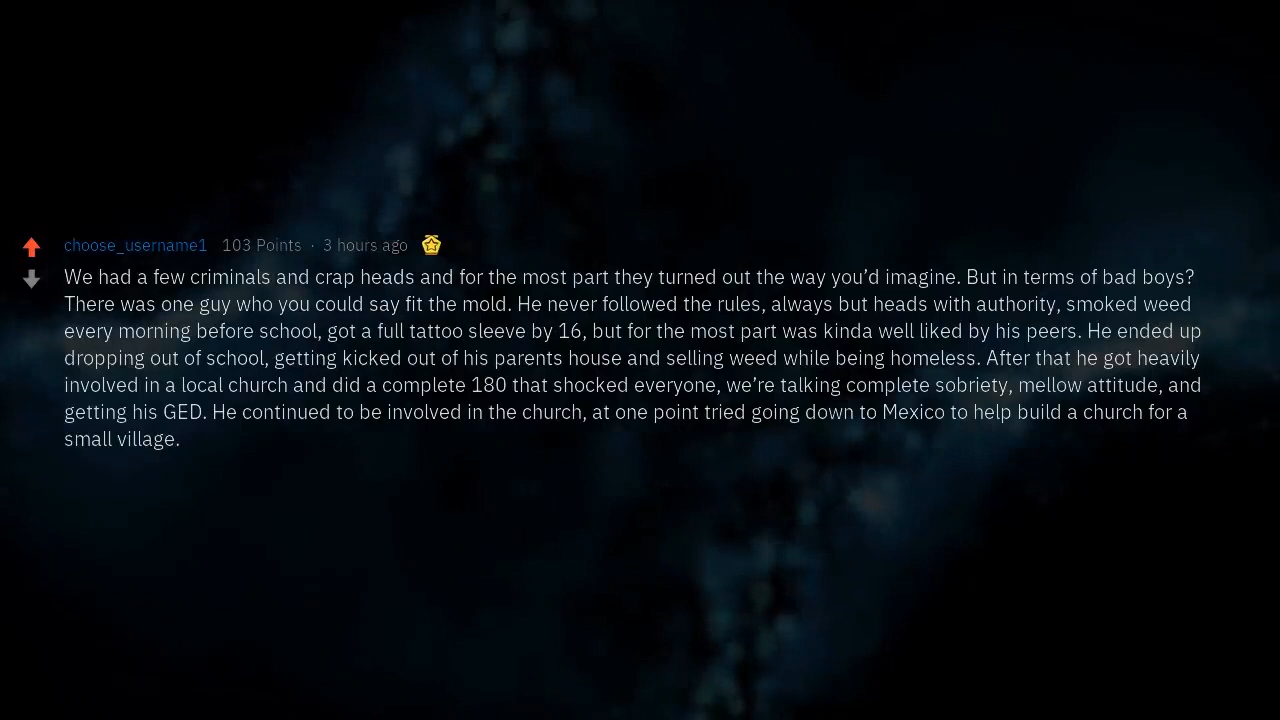 choose_username1 103 Points · 3 hours ago
We had a few criminals and crap heads and for the most part they turned out the way you’d imagine. But in terms of bad boys?
There was one guy who you could say fit the mold. He never followed the rules, always but heads with authority, smoked weed
every morning before school, got a full tattoo sleeve by 16, but for the most part was kinda well liked by his peers. He ended up
dropping out of school, getting kicked out of his parents house and selling weed while being homeless. After that he got heavily
involved in a local church and did a complete 180 that shocked everyone, we’re talking complete sobriety, mellow attitude, and
getting his GED. He continued to be involved in the church, at one point tried going down to Mexico to help build a church for a
small village.